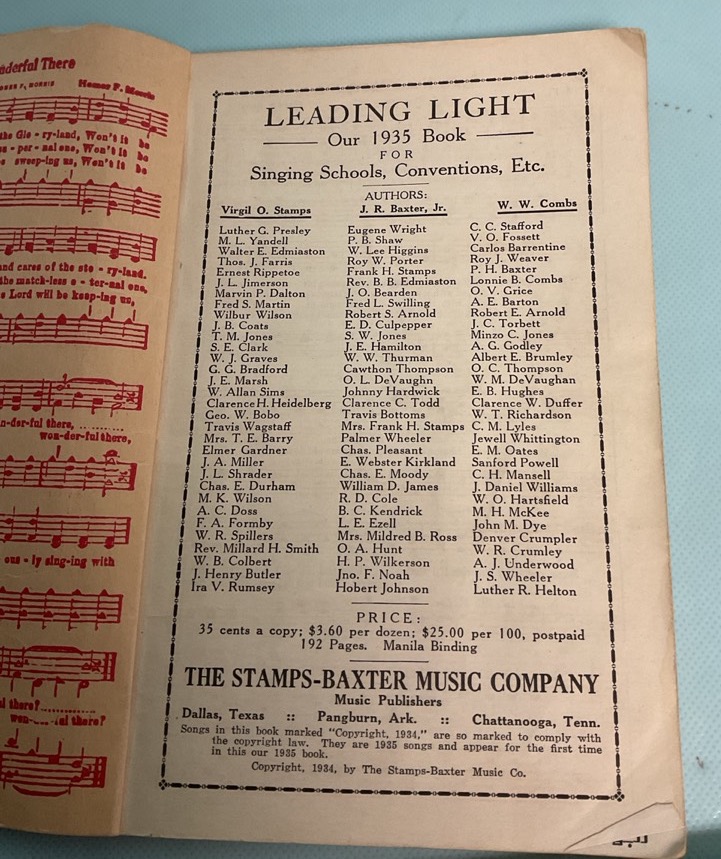 nderful There
Homer F. Morris
the Glo - ry-land, Won't it be
per - nal one, Won't it be
sweep-ing us, Won't it be
and cares of the sto - ry-land.
the match-less e - ter-nal one,
Lord will be keep-ing us,
n-der-ful there,
won-der-ful there,
ous - ly sing-ing with
there?
LEADING LIGHT
Our 1935 Book
FOR
Singing Schools, Conventions, Etc.
AUTHORS:
Virgil O. Stamps J. R. Baxter, Jr. W. W. Combs
Luther G. Presley Eugene Wright C. C. Stafford
M. L. Yandell P. B. Shaw V. O. Fossett
Walter E. Edmiaston W. Lee Higgins Carlos Barrentine
Thos. J. Farris Roy W. Porter Roy J. Weaver
Ernest Rippetoe Frank H. Stamps P. H. Baxter
J. L. Jimerson Rev. B. B. Edmiaston Lonnie B. Combs
Marvin P. Dalton J. O. Bearden O. V. Grice
Fred S. Martin Fred L. Swilling A. E. Barton
Wilbur Wilson Robert S. Arnold Robert E. Arnold
J. B. Coats E. D. Culpepper J. C. Torbett
T. M. Jones S. W. Jones Minzo C. Jones
S. E. Clark J. E. Hamilton A. G. Godley
W. J. Graves W. W. Thurman Albert E. Brumley
G. G. Bradford Cawthon Thompson O. C. Thompson
J. E. Marsh O. L. DeVaughn W. M. DeVaughan
W. Allan Sims Johnny Hardwick E. B. Hughes
Clarence H. Heidelberg Clarence C. Todd Clarence W. Duffer
Geo. W. Bobo Travis Bottoms W. T. Richardson
Travis Wagstaff Mrs. Frank H. Stamps C. M. Lyles
Mrs. T. E. Barry Palmer Wheeler Jewell Whittington
Elmer Gardner Chas. Pleasant E. M. Oates
J. A. Miller E. Webster Kirkland Sanford Powell
J. L. Shrader Chas. E. Moody C. H. Mansell
Chas. E. Durham William D. James J. Daniel Williams
M. K. Wilson R. D. Cole W. O. Hartsfield
A. C. Doss B. C. Kendrick M. H. McKee
F. A. Formby L. E. Ezell John M. Dye
W. R. Spillers Mrs. Mildred B. Ross Denver Crumpler
Rev. Millard H. Smith O. A. Hunt W. R. Crumley
W. B. Colbert H. P. Wilkerson A. J. Underwood
J. Henry Butler Jno. F. Noah J. S. Wheeler
Ira V. Rumsey Hobert Johnson Luther R. Helton
PRICE:
35 cents a copy; $3.60 per dozen; $25.00 per 100, postpaid
192 Pages. Manila Binding
THE STAMPS-BAXTER MUSIC COMPANY
Music Publishers
Dallas, Texas :: Pangburn, Ark. :: Chattanooga, Tenn.
Songs in this book marked "Copyright, 1934," are so marked to comply with
the copyright law. They are 1935 songs and appear for the first time
in this our 1935 book.
Copyright, 1934, by The Stamps-Baxter Music Co.